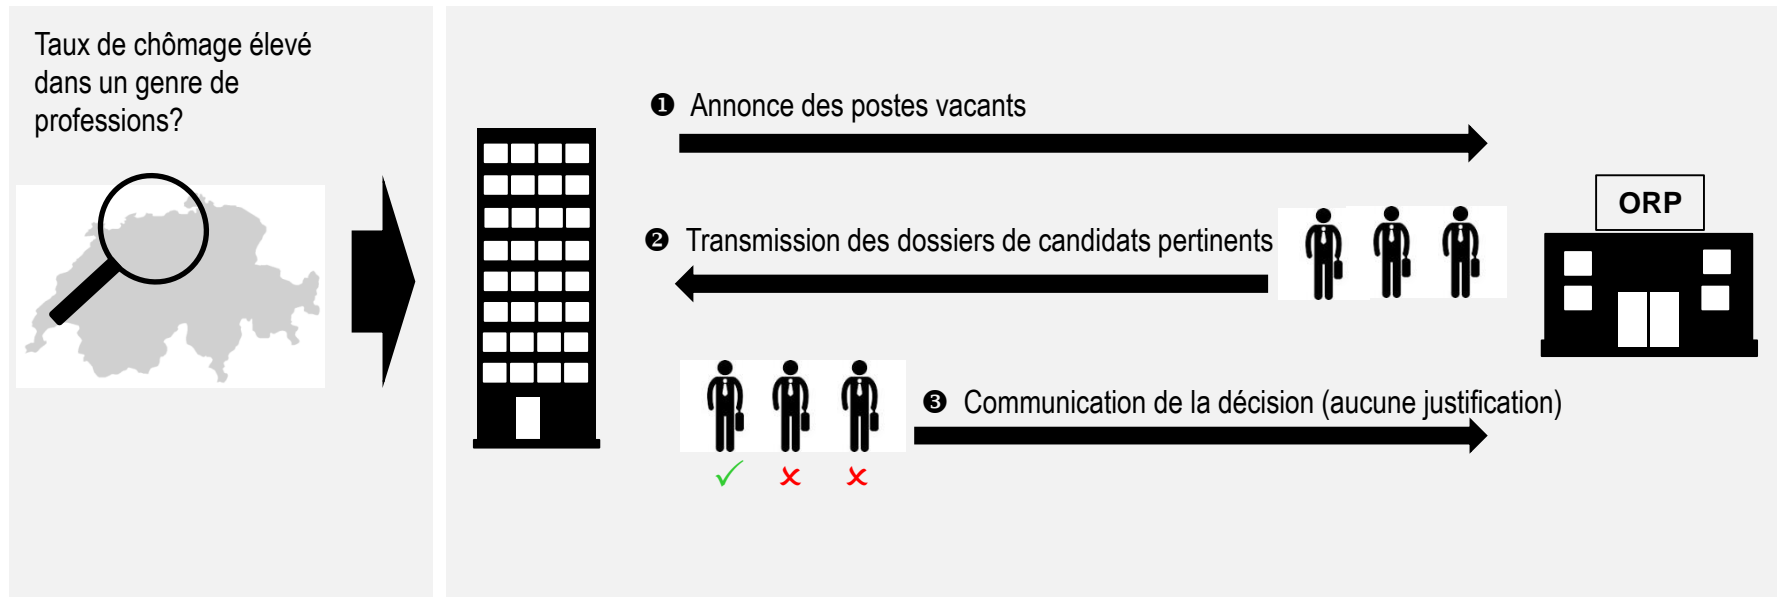 Taux de chômage élevé
dans un genre de
professions?
❶ Annonce des postes vacants
ORP
❷ Transmission des dossiers de candidats pertinents
❸ Communication de la décision (aucune justification)